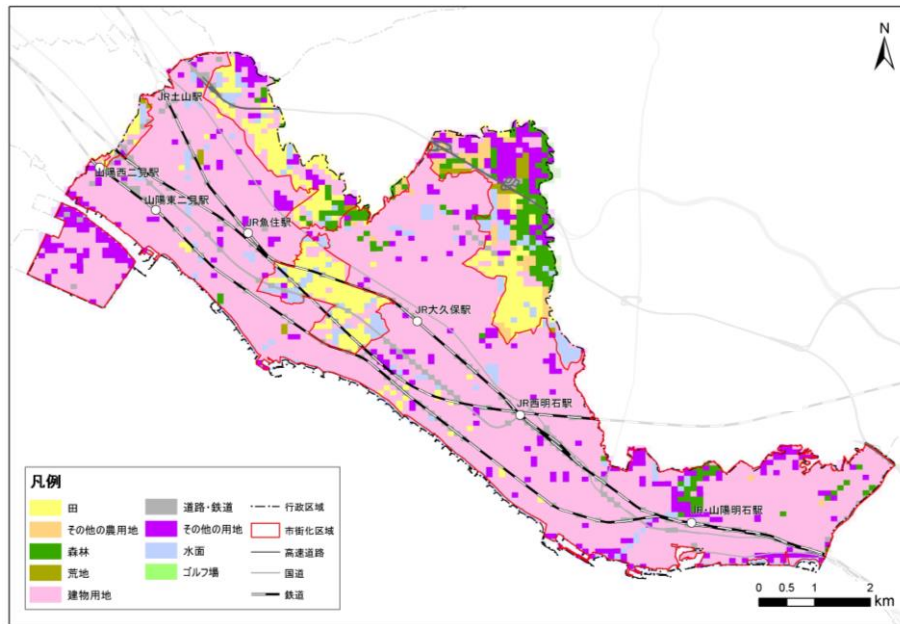 N
JR土山駅
山陽西二見駅
山陽東二見駅
JR魚住駅
JR大久保駅
JR西明石駅
JR・山陽明石駅
凡例
田
その他の農用地
森林
荒地
建物用地
道路・鉄道
その他の用地
水面
ゴルフ場
行政区域
市街化区域
高速道路
国道
鉄道
0 0.5 1 2
km